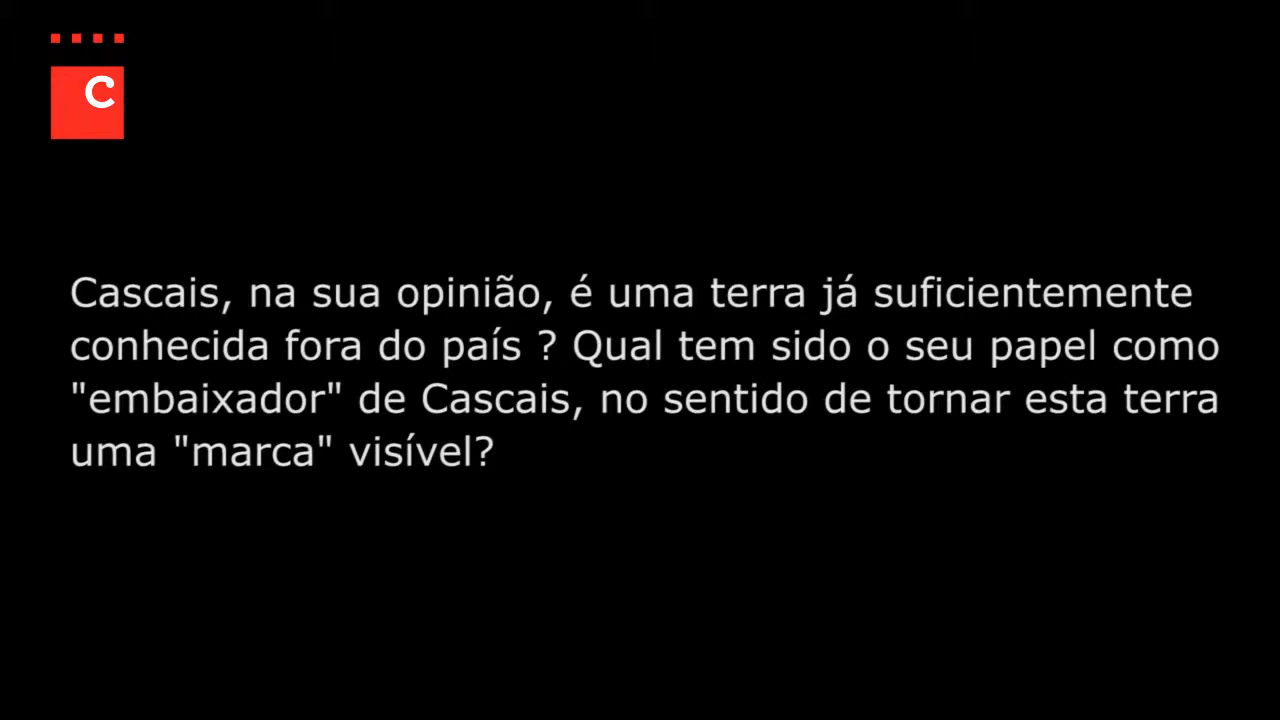 C
Cascais, na sua opinião, é uma terra já suficientemente
conhecida fora do país ? Qual tem sido o seu papel como
"embaixador" de Cascais, no sentido de tornar esta terra
uma "marca" visível?